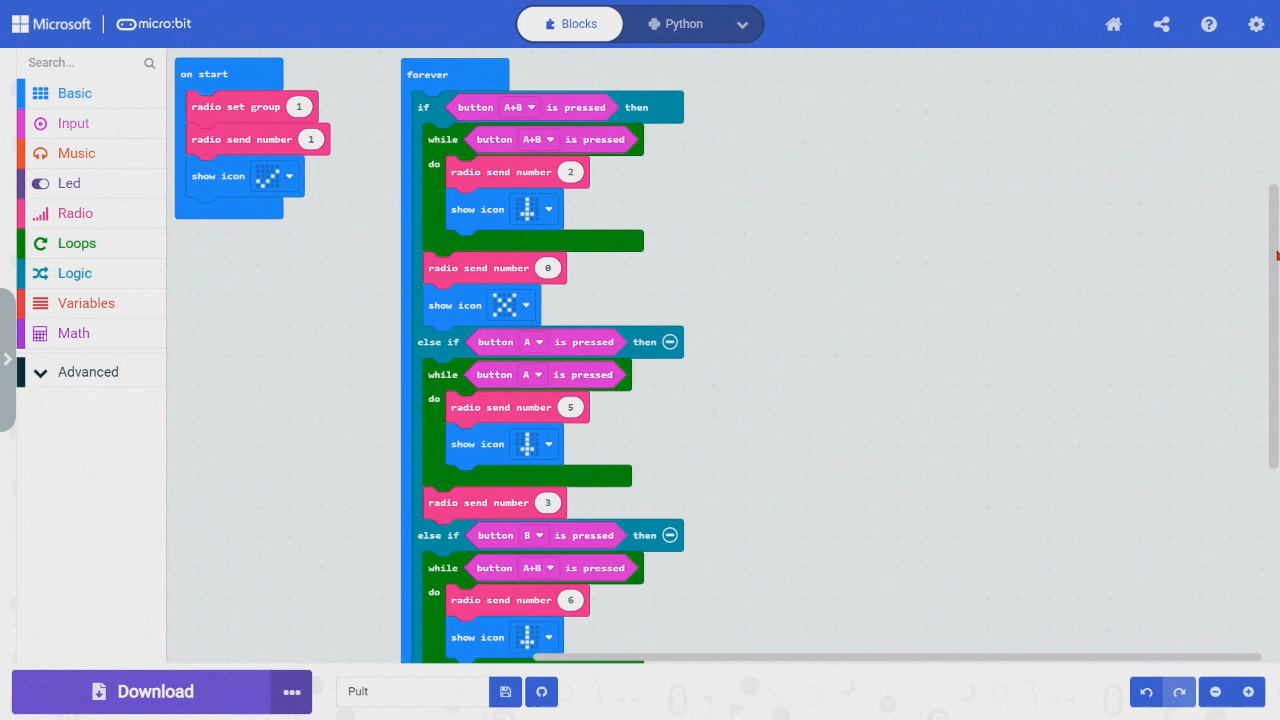 Microsoft
micro:bit
Blocks
Python
Search...
Basic
Input
Music
Led
Radio
Loops
Logic
Variables
Math
Advanced
on start
radio set group 1
radio send number 1
show icon
forever
if button A+B is pressed then
while button A+B is pressed
do
radio send number 2
show icon
radio send number 0
show icon
else if button A is pressed then
while button A is pressed
do
radio send number 5
show icon
radio send number 3
else if button B is pressed then
while button A+B is pressed
do
radio send number 6
show icon
Download
Pult